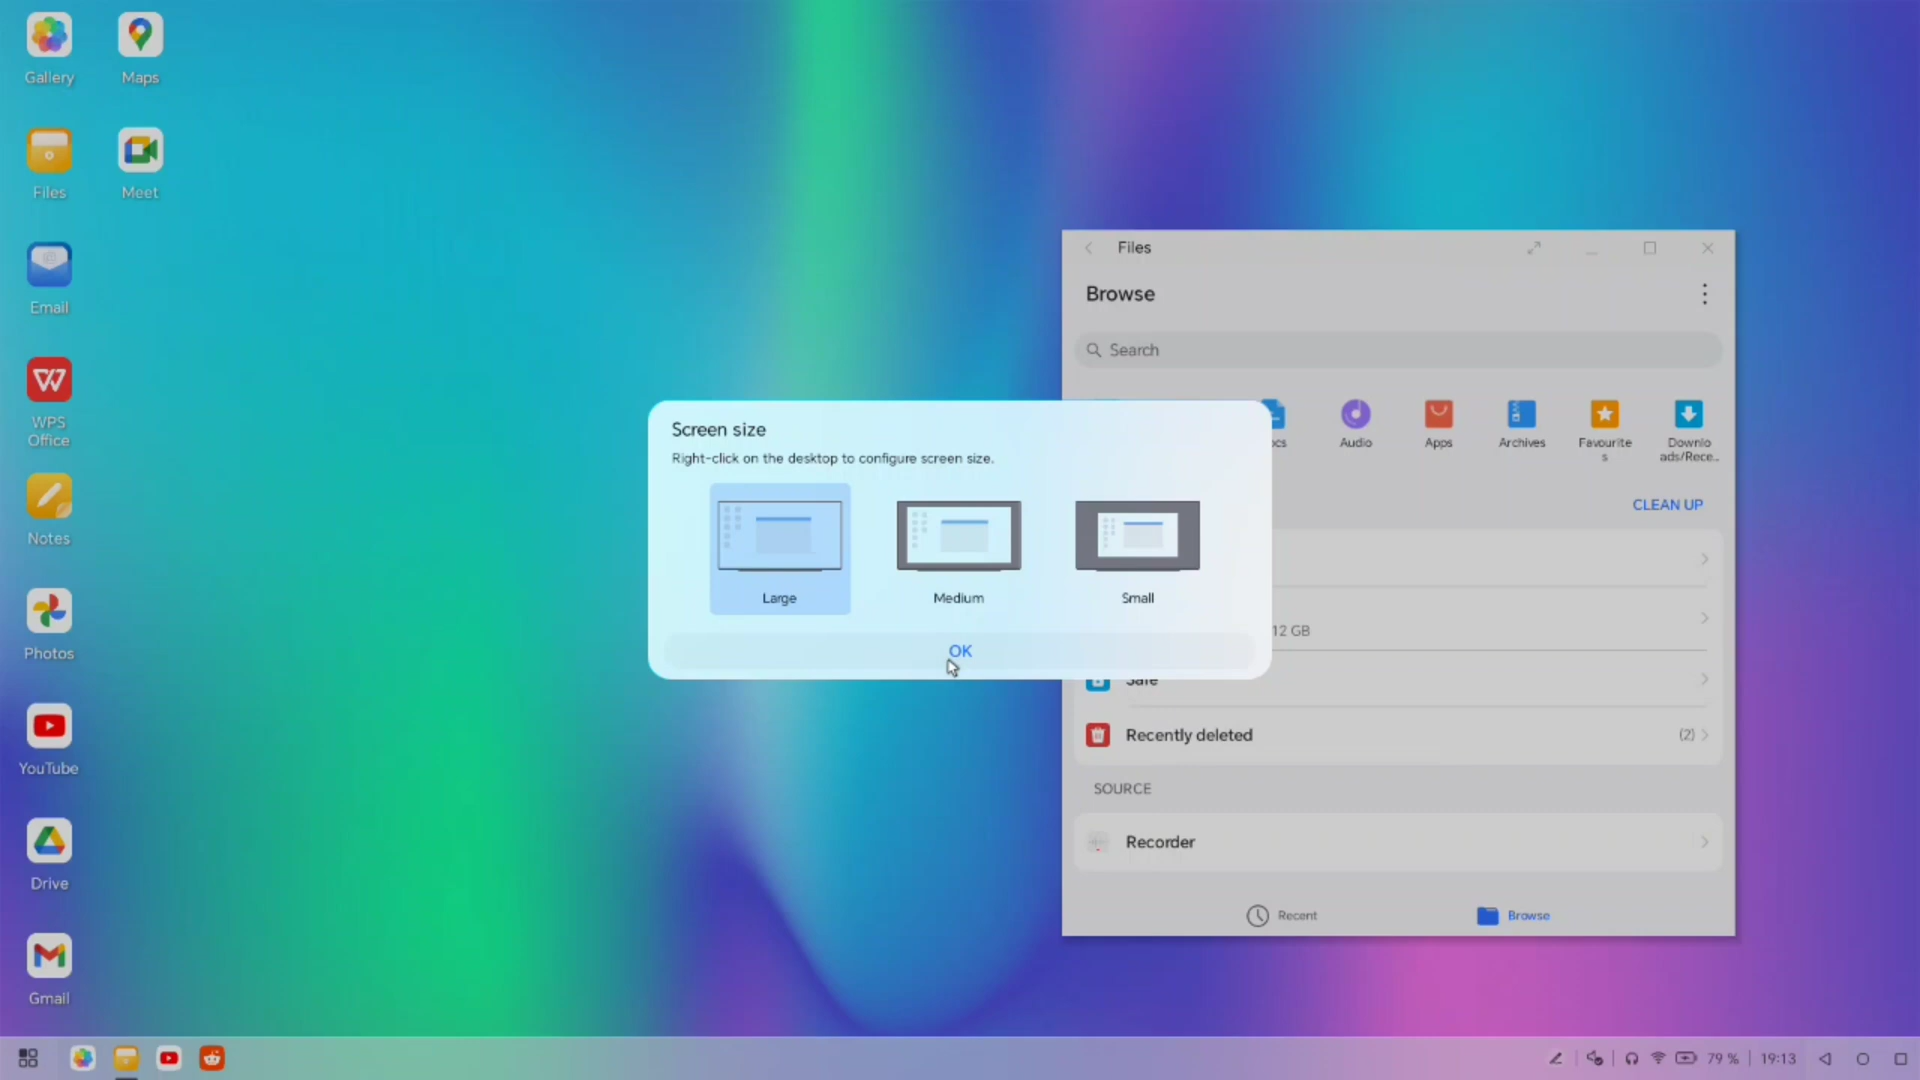 Gallery
Maps
Files
Meet
Email
WPS
Office
Notes
Photos
YouTube
Drive
Gmail
Files
Browse
Search
Audio
Apps
Archives
Favourite
s
Downlo
ads/Rece..
CLEAN UP
12 GB
Safe
Recently deleted
(2)
SOURCE
Recorder
Recent
Browse
Screen size
Right-click on the desktop to configure screen size.
Large
Medium
Small
OK
79 %
19:13